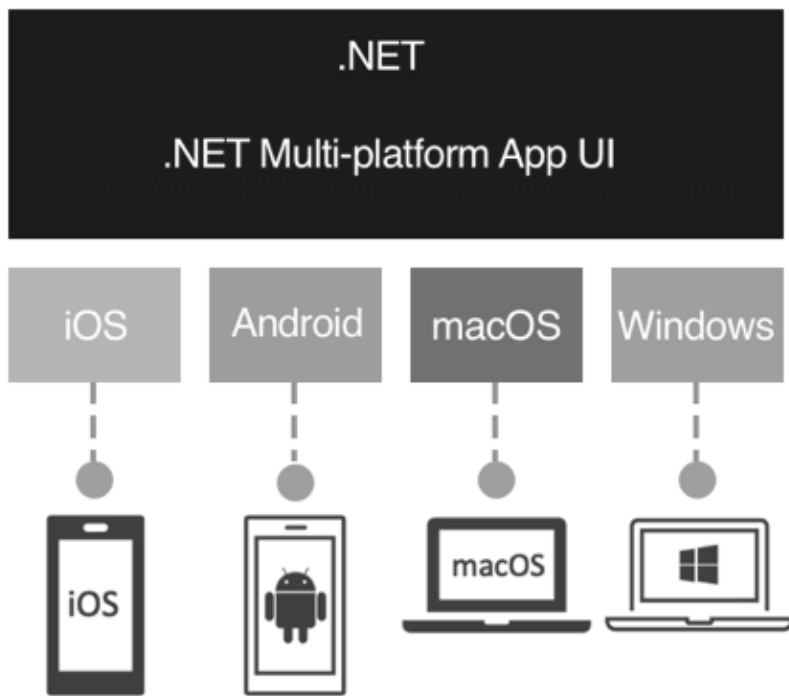 .NET
.NET Multi-platform App UI
iOS
Android
macOS
Windows
iOS
macOS